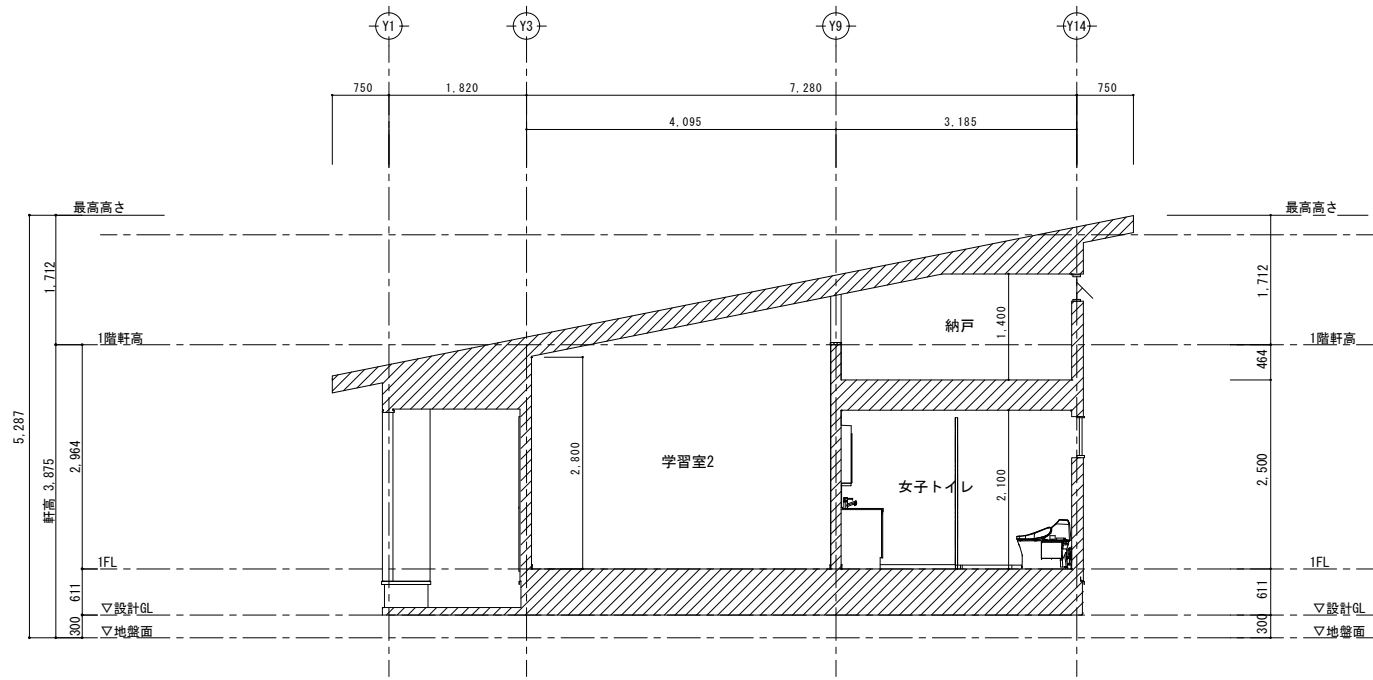 Y1 Y3 Y9 Y14
750 1,820 7,280 750
4,095 3,185
最高高さ 最高高さ
1,712 1,712
納戸 1,400
1階軒高 1階軒高
464
5,287
軒高 3,875
2,964
2,800
学習室2
女子トイレ
2,100
2,500
1FL 1FL
611 611
▽設計GL ▽設計GL
300 300
▽地盤面 ▽地盤面